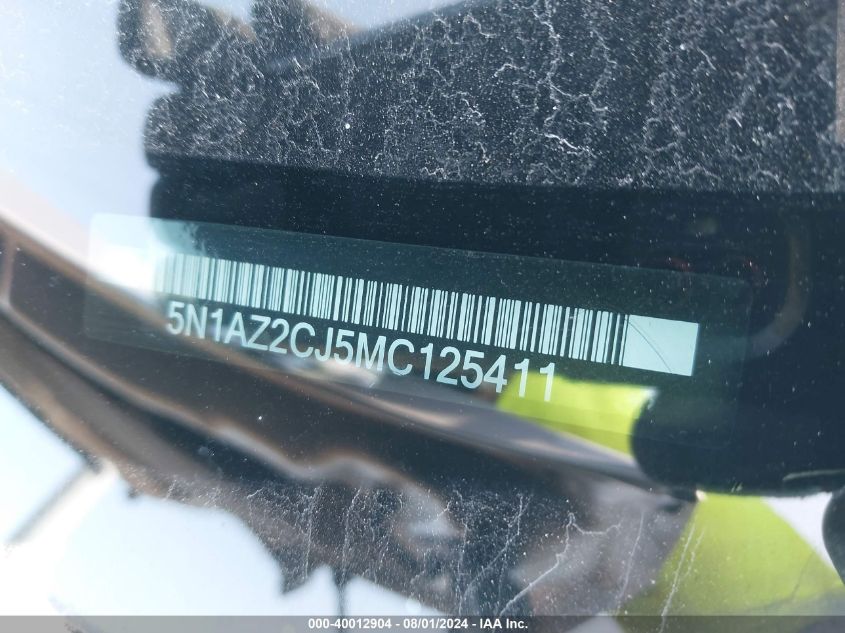 5N1AZ2CJ5MC125411
000-40012904 - 08/01/2024 - IAA Inc.